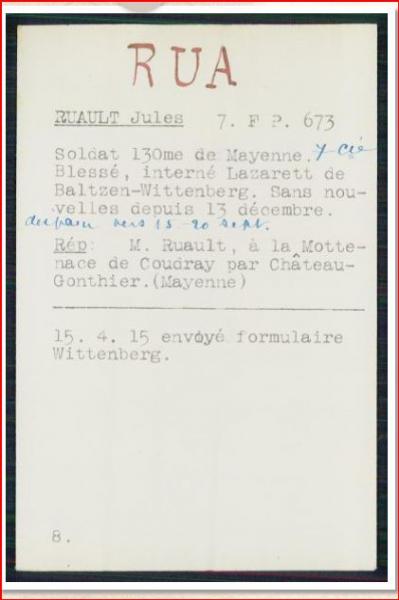 RUA
RUAULT Jules 7. F P. 673
Soldat 130me de Mayenne. 7 Cie
Blessé, interné Lazarett de
Baltzen-Wittenberg. Sans nou-
velles depuis 13 décembre.
vers 15-20 sept.
Rép: M. Ruault, à la Motte-
nace de Coudray par Château-
Gonthier.(Mayenne)
15. 4. 15 envoyé formulaire
Wittenberg.
8.